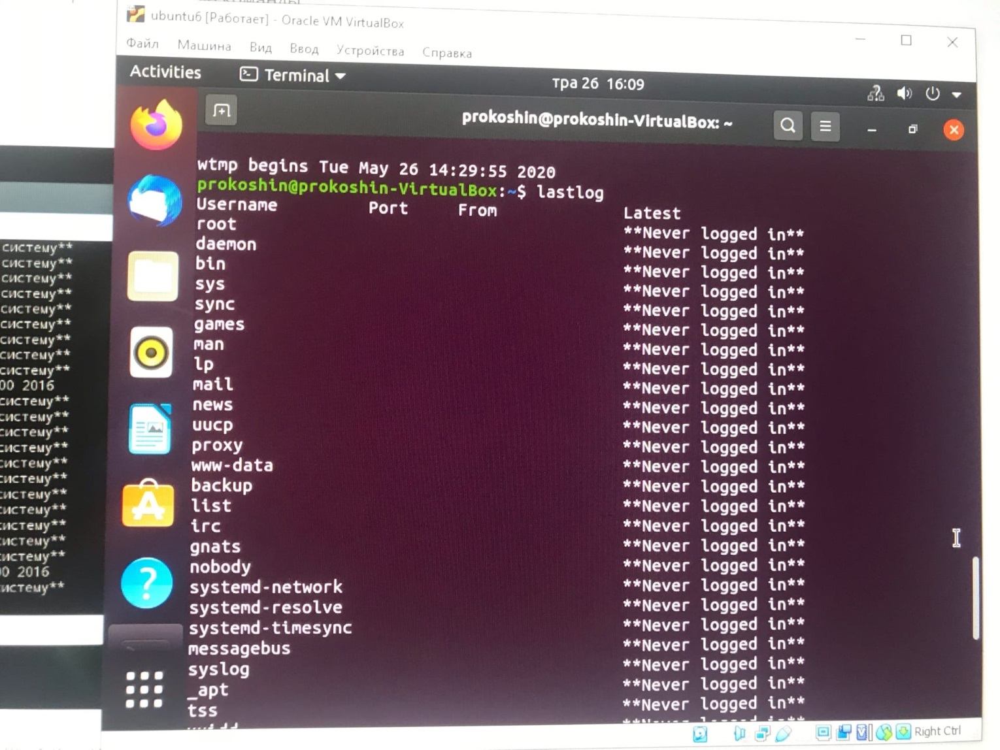 ubuntu6 [Работает] - Oracle VM VirtualBox
Файл Машина Вид Ввод Устройства Справка
Activities Terminal тра 26 16:09
prokoshin@prokoshin-VirtualBox: ~
wtmp begins Tue May 26 14:29:55 2020
prokoshin@prokoshin-VirtualBox:~$ lastlog
Username Port From Latest
root **Never logged in**
daemon **Never logged in**
bin **Never logged in**
sys **Never logged in**
sync **Never logged in**
games **Never logged in**
man **Never logged in**
lp **Never logged in**
mail **Never logged in**
news **Never logged in**
uucp **Never logged in**
proxy **Never logged in**
www-data **Never logged in**
backup **Never logged in**
list **Never logged in**
irc **Never logged in**
gnats **Never logged in**
nobody **Never logged in**
systemd-network **Never logged in**
systemd-resolve **Never logged in**
systemd-timesync **Never logged in**
messagebus **Never logged in**
syslog **Never logged in**
_apt **Never logged in**
tss **Never logged in**
Right Ctrl
систему**
систему**
систему**
систему**
систему**
систему**
систему**
систему**
систему**
00 2016
систему**
систему**
систему**
систему**
систему**
систему**
систему**
систему**
систему**
систему**
систему**
0 2016
систему**